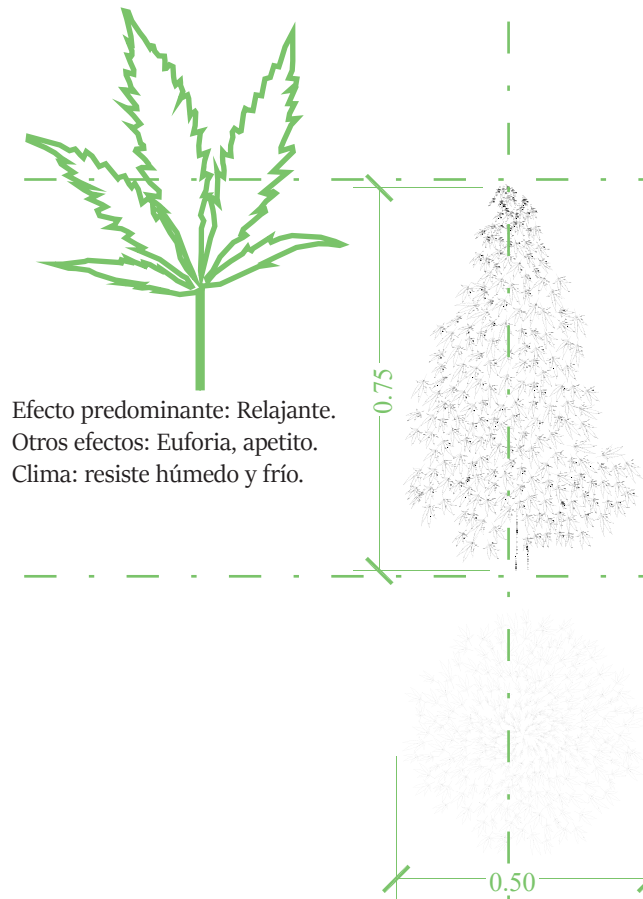 0.75
Efecto predominante: Relajante.
Otros efectos: Euforia, apetito.
Clima: resiste húmedo y frío.
0.50